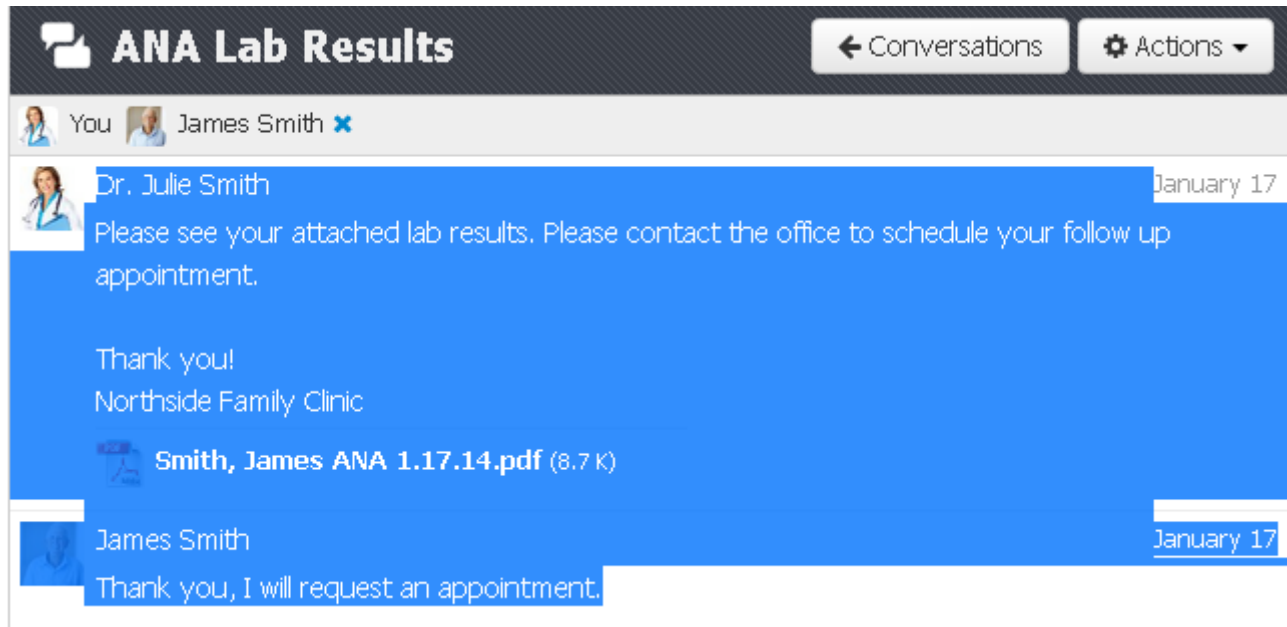 ANA Lab Results
Conversations
Actions
You James Smith
Dr. Julie Smith
January 17
Please see your attached lab results. Please contact the office to schedule your follow up
appointment.
Thank you!
Northside Family Clinic
Smith, James ANA 1.17.14.pdf (8.7 K)
James Smith
January 17
Thank you, I will request an appointment.